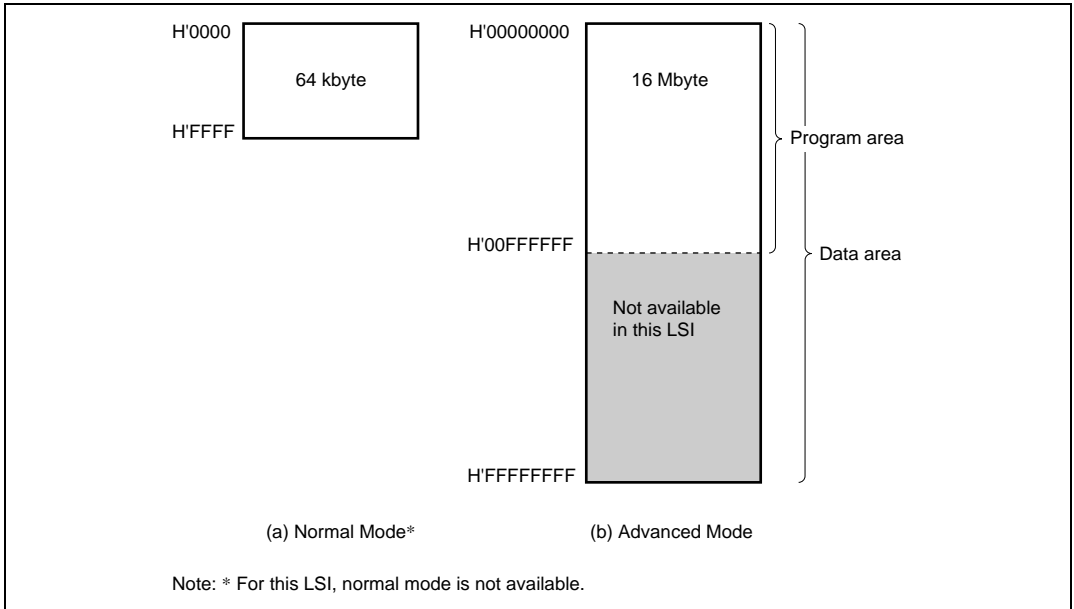 H'0000
64 kbyte
H'FFFF
(a) Normal Mode*
H'00000000
16 Mbyte
Program area
H'00FFFFFF
Data area
Not available
in this LSI
H'FFFFFFFF
(b) Advanced Mode
Note: * For this LSI, normal mode is not available.